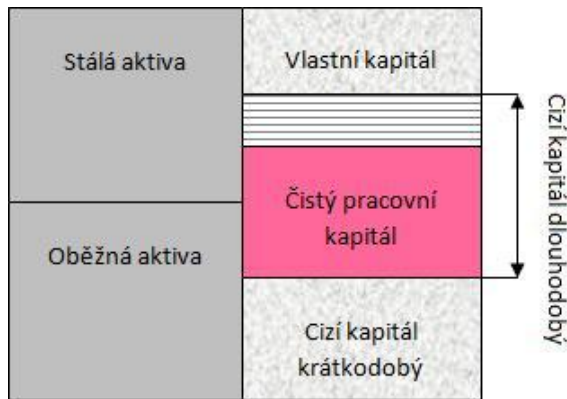 Stálá aktiva
Vlastní kapitál
Čistý pracovní
kapitál
Oběžná aktiva
Cizí kapitál
krátkodobý
Cizí kapitál dlouhodobý